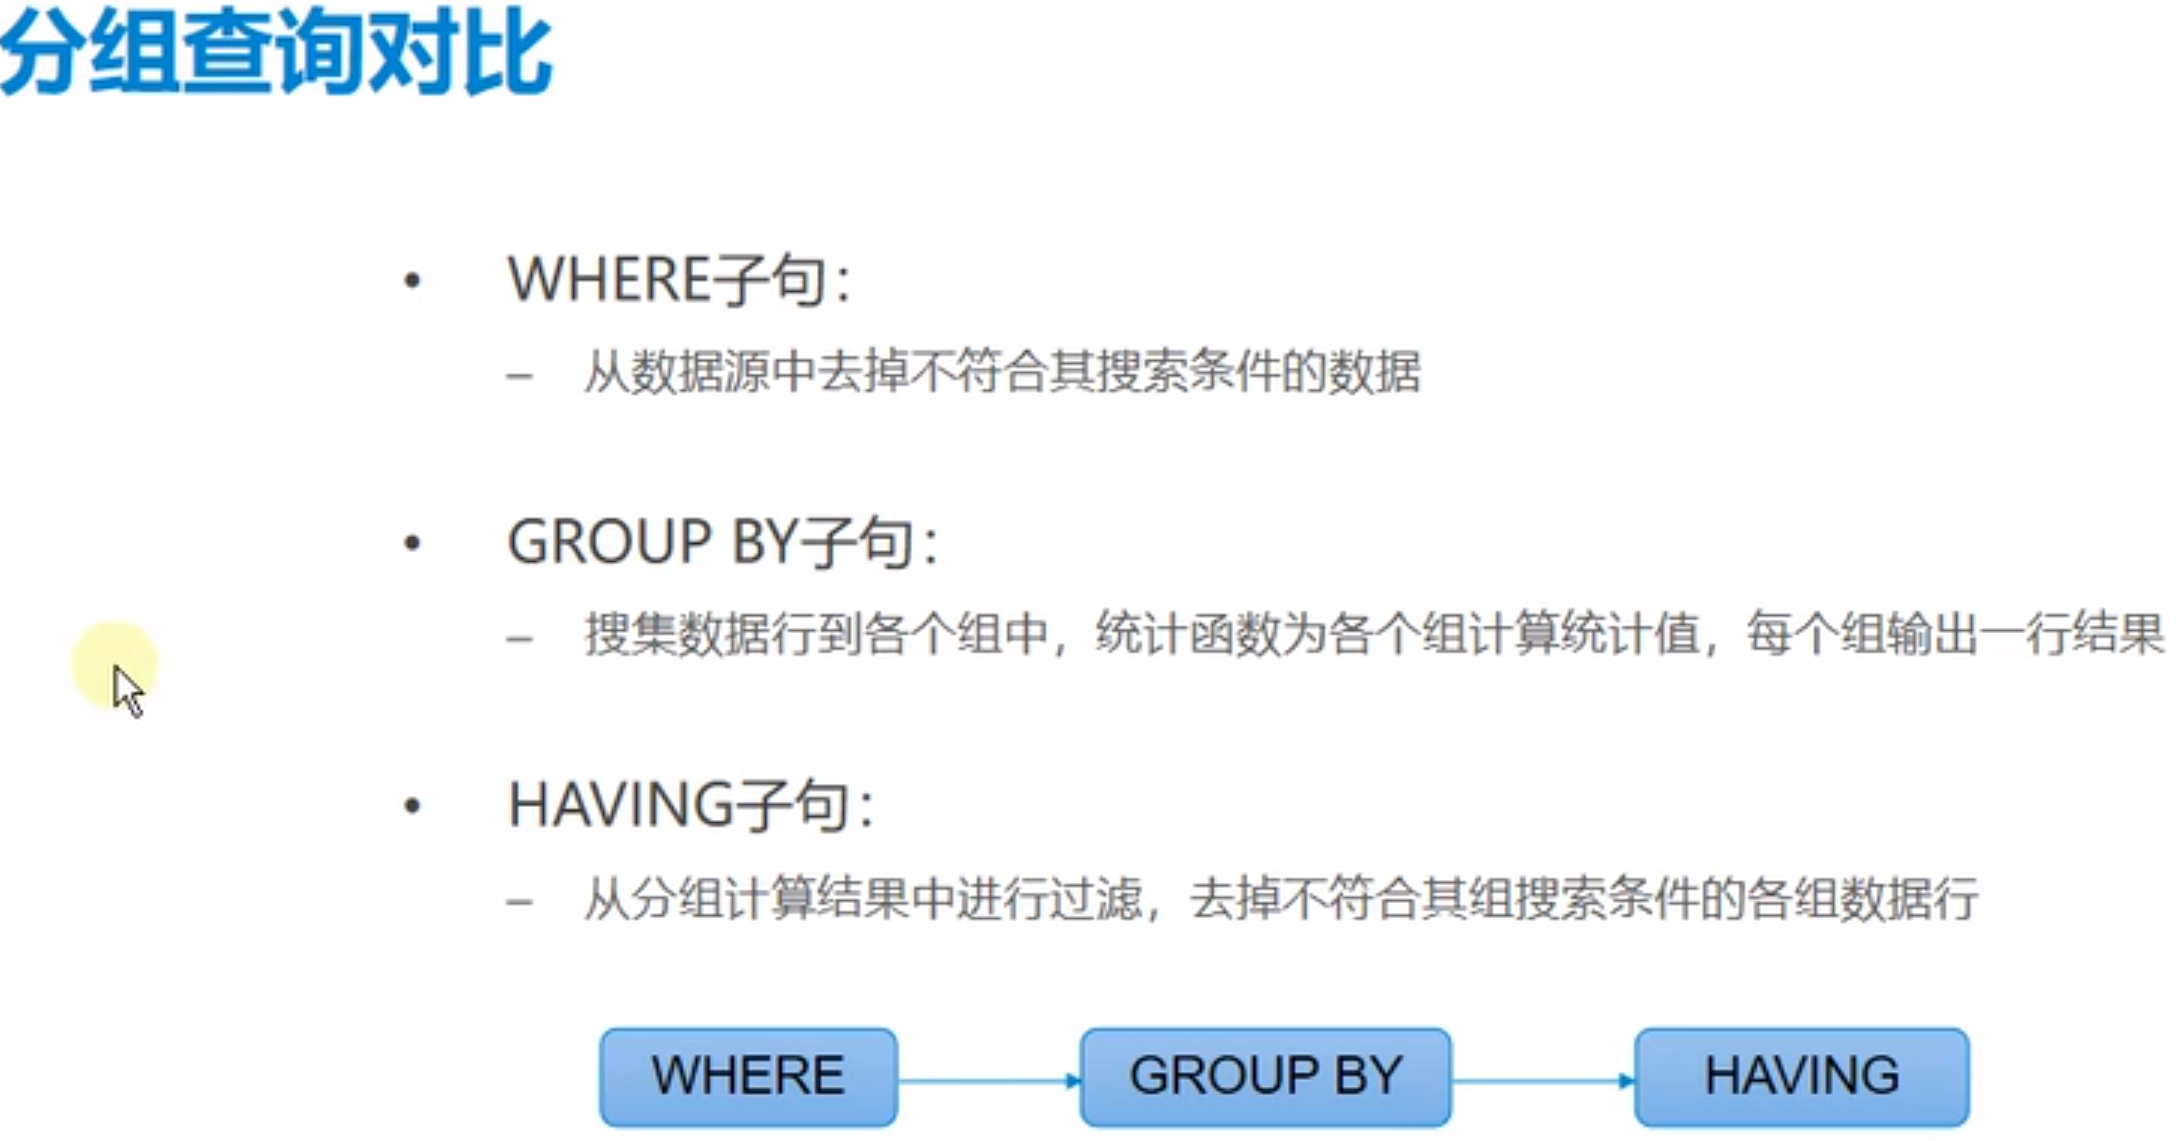 分组查询对比
• WHERE子句：
– 从数据源中去掉不符合其搜索条件的数据
• GROUP BY子句：
– 搜集数据行到各个组中，统计函数为各个组计算统计值，每个组输出一行结果
• HAVING子句：
– 从分组计算结果中进行过滤，去掉不符合其组搜索条件的各组数据行
WHERE GROUP BY HAVING